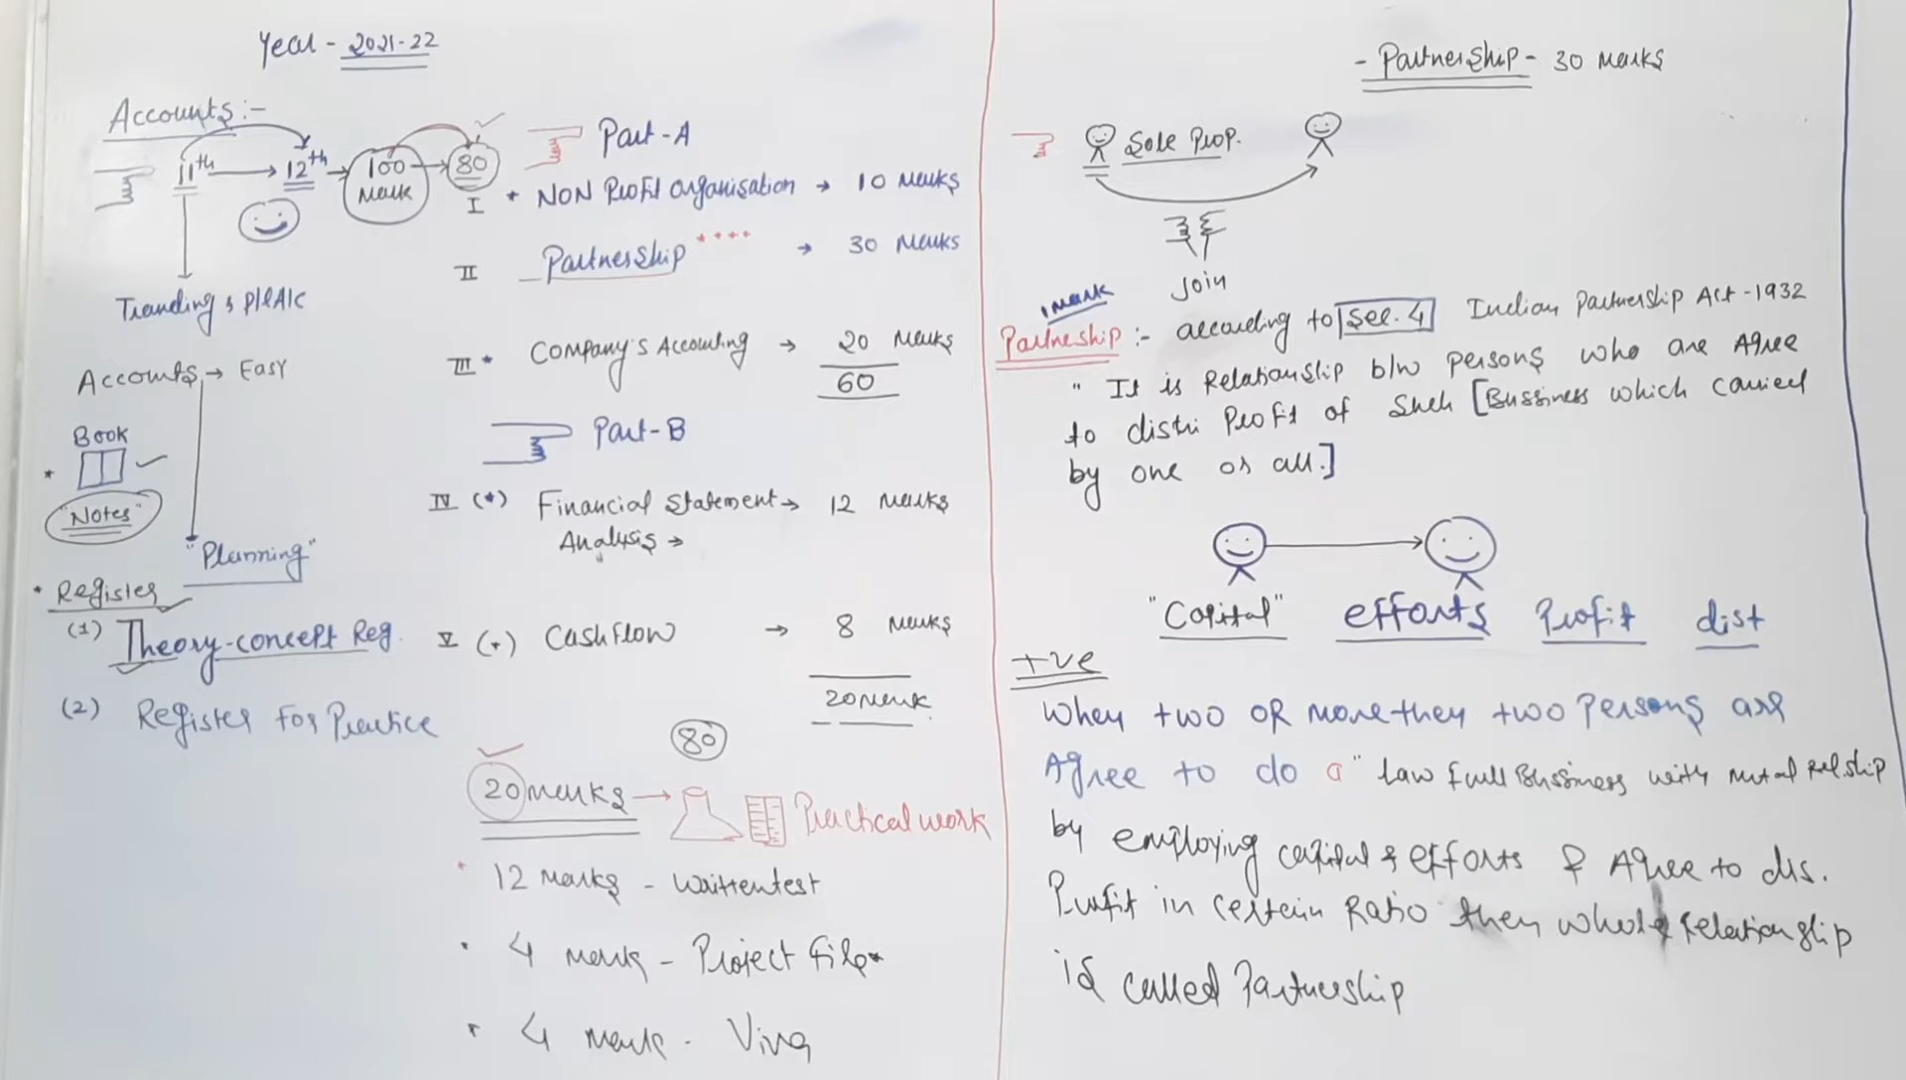 Year - 2021-22
Accounts:-
11th → 12th → 100 Mark → 80
Tranding & P/L A/c
Accounts → Easy
Book
"Notes"
"Planning"
* Register
(1) Theory-concept Reg.
(2) Register For Practice
Part-A
I * NON Profit Organisation → 10 Marks
II Partnership **** → 30 Marks
III * Company's Accounting → 20 Marks
60
Part-B
IV (*) Financial Statement → 12 Marks
Analysis →
V (*) Cashflow → 8 Marks
20 Mark
80
20 marks → Practical work
* 12 marks - Written test
• 4 mark - Project File
• 4 mark - Viva
- Partnership - 30 Marks
Sole Prop.
Join
1 mark
Partneship :- according to Sec. 4 Indian Partnership Act - 1932
" It is Relationship b/w persons who are Agree
to distri Profit of Such [Bussiness which carried
by one or all.]
"Capital" efforts Profit dist
+ve
When two OR more then two Persons are
Agree to do a " law full Bussiness with mutal relship
by employing capital & efforts & Agree to dis.
Profit in certain Ratio then whole relationship
is called Partnership